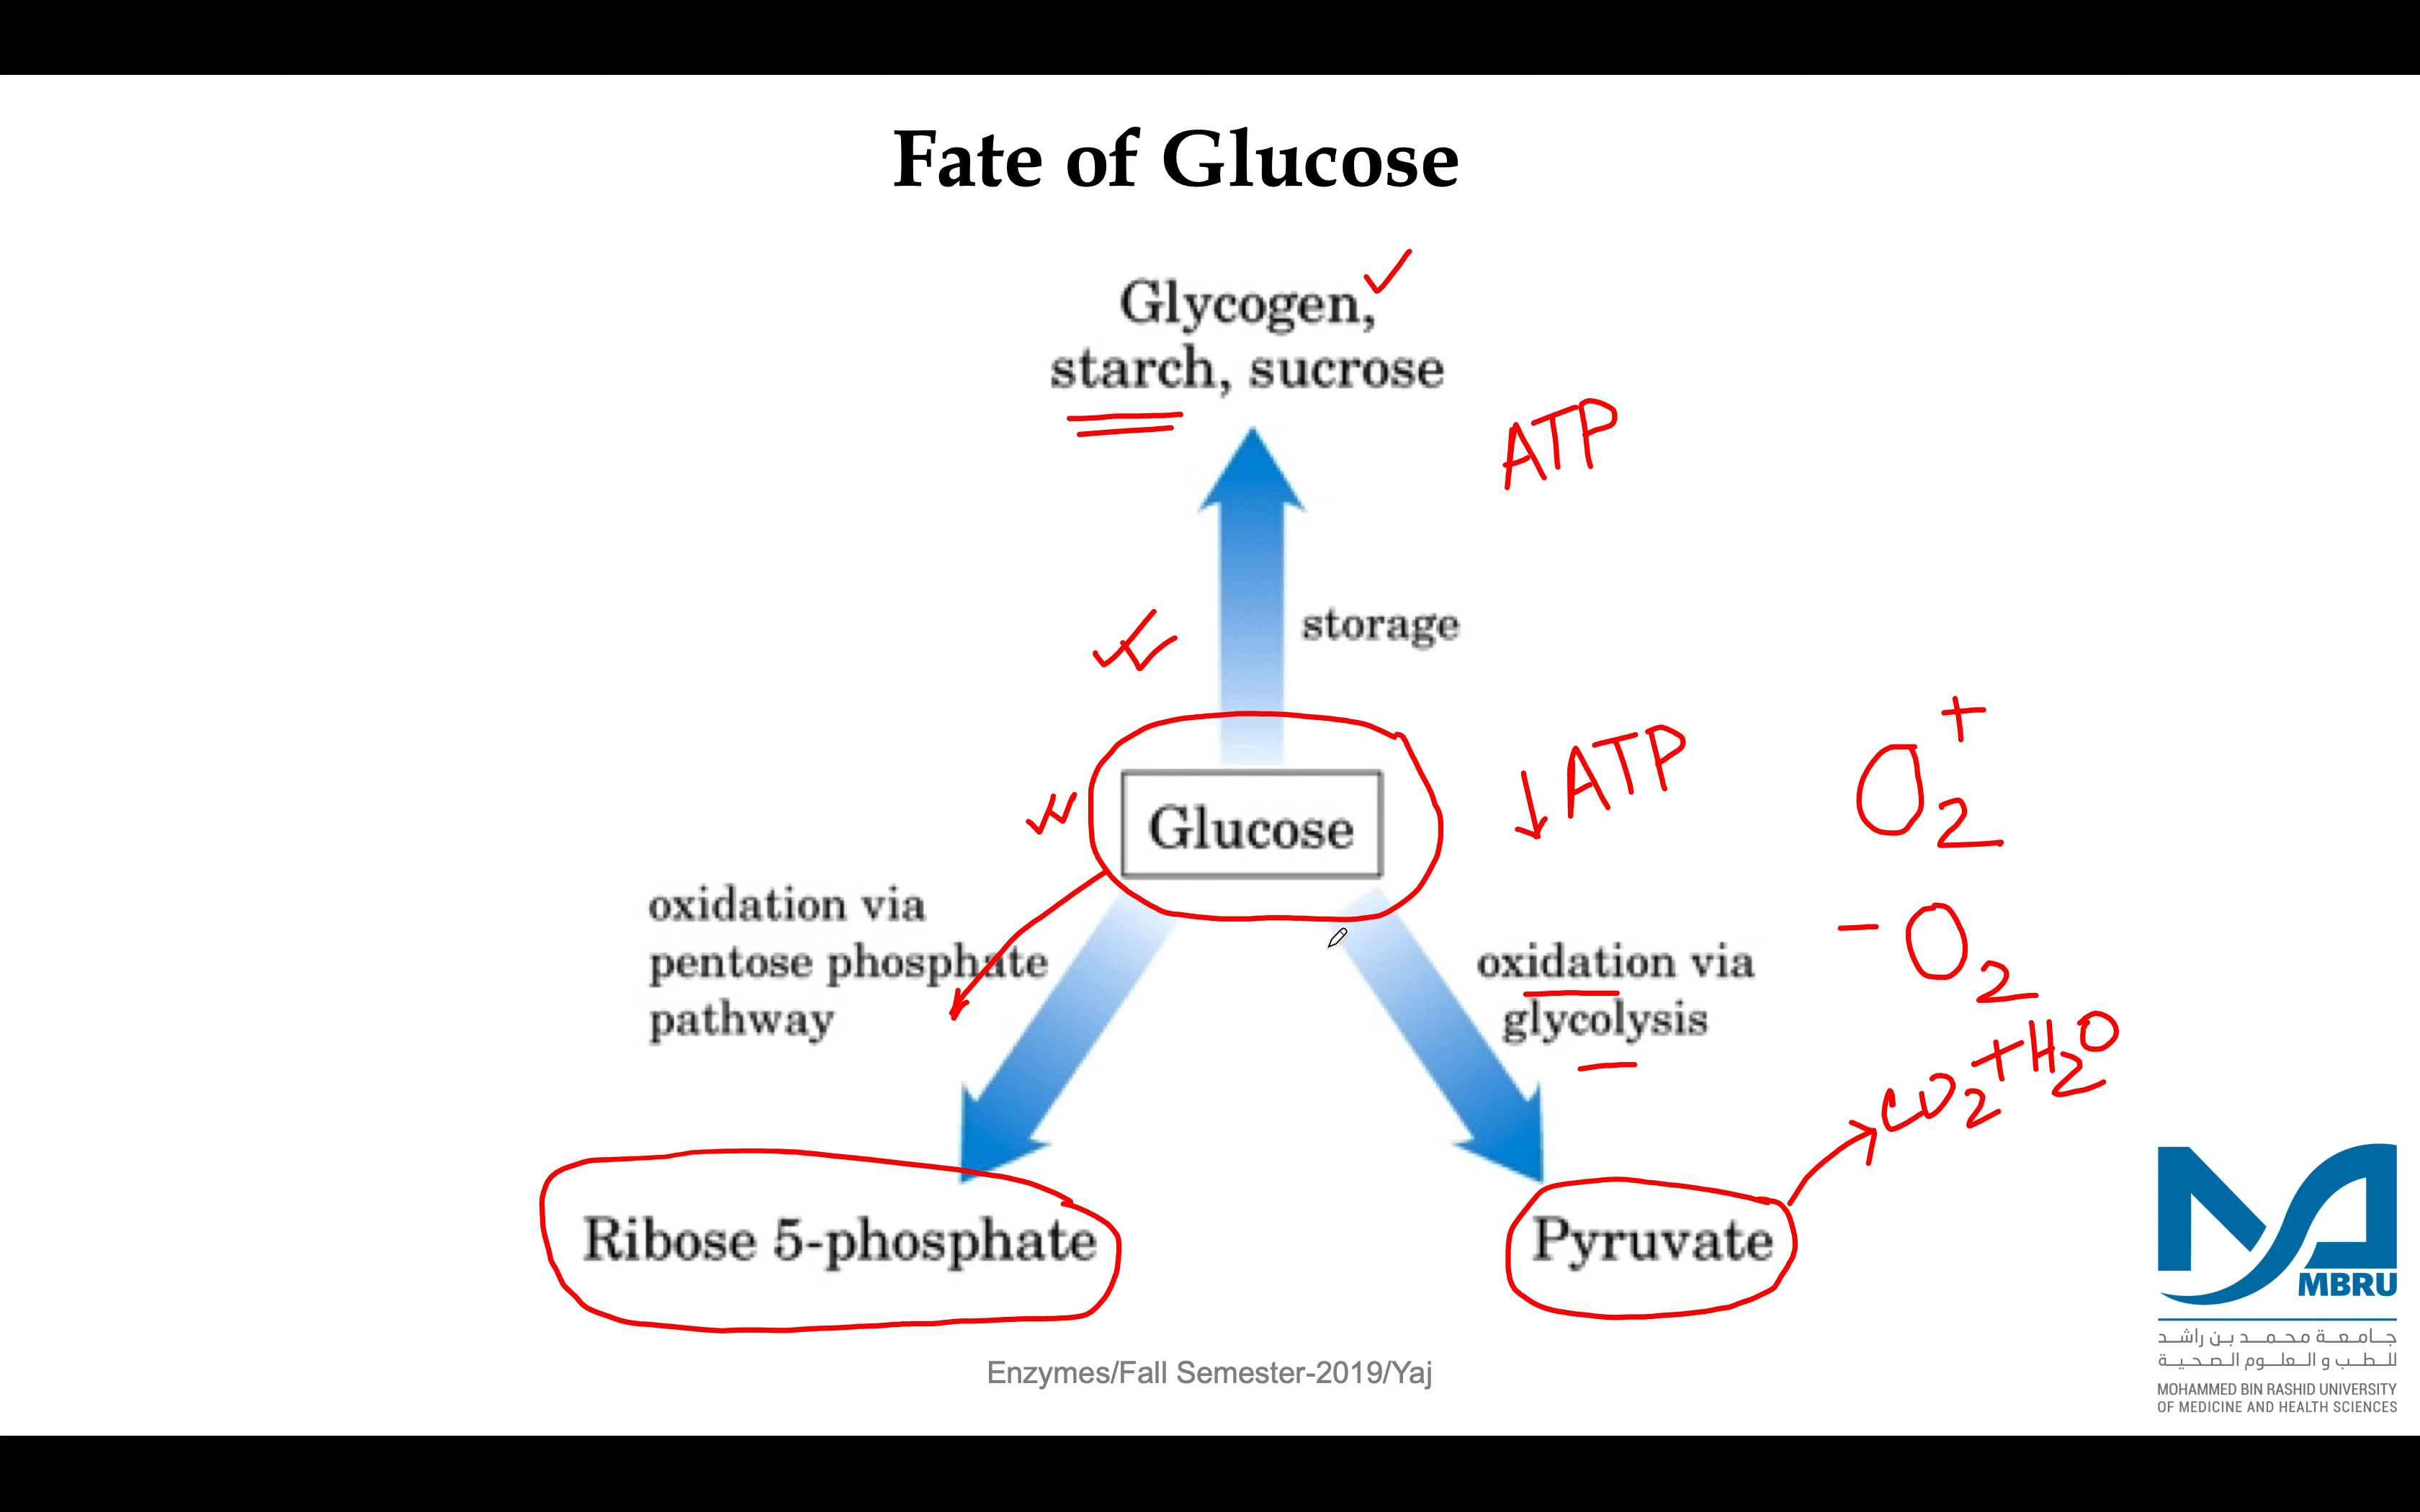 Fate of Glucose
Glycogen,
starch, sucrose
ATP
storage
↓ATP
O2+
Glucose
-O2
oxidation via
pentose phosphate
pathway
oxidation via
glycolysis
CO2+H2O
Ribose 5-phosphate
Pyruvate
MBRU
جامعة محمد بن راشد
للطب و العلوم الصحية
MOHAMMED BIN RASHID UNIVERSITY
OF MEDICINE AND HEALTH SCIENCES
Enzymes/Fall Semester-2019/Yaj